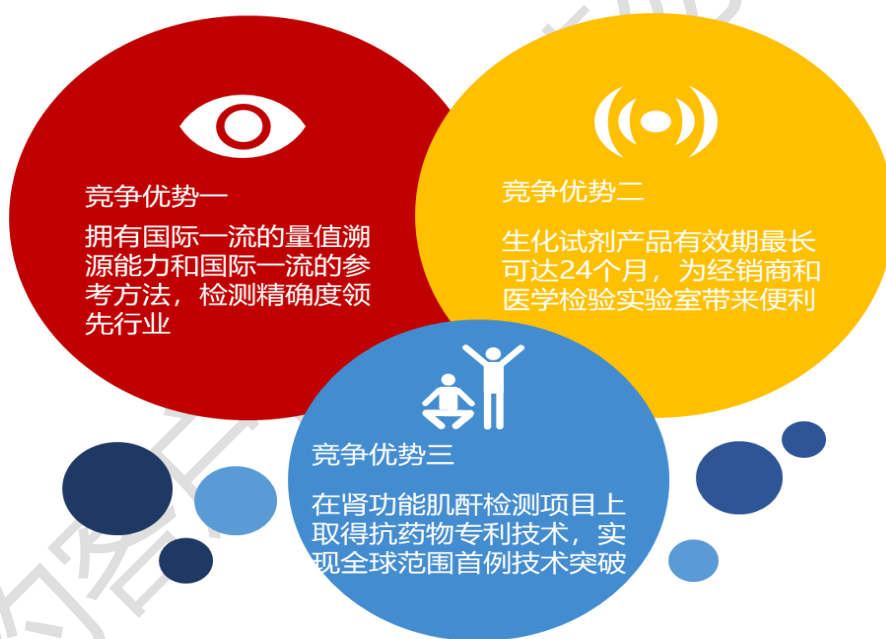 竞争优势一
拥有国际一流的量值溯
源能力和国际一流的参
考方法，检测精确度领
先行业
竞争优势二
生化试剂产品有效期最长
可达24个月，为经销商和
医学检验实验室带来便利
竞争优势三
在肾功能肌酐检测项目上
取得抗药物专利技术，实
现全球范围首例技术突破